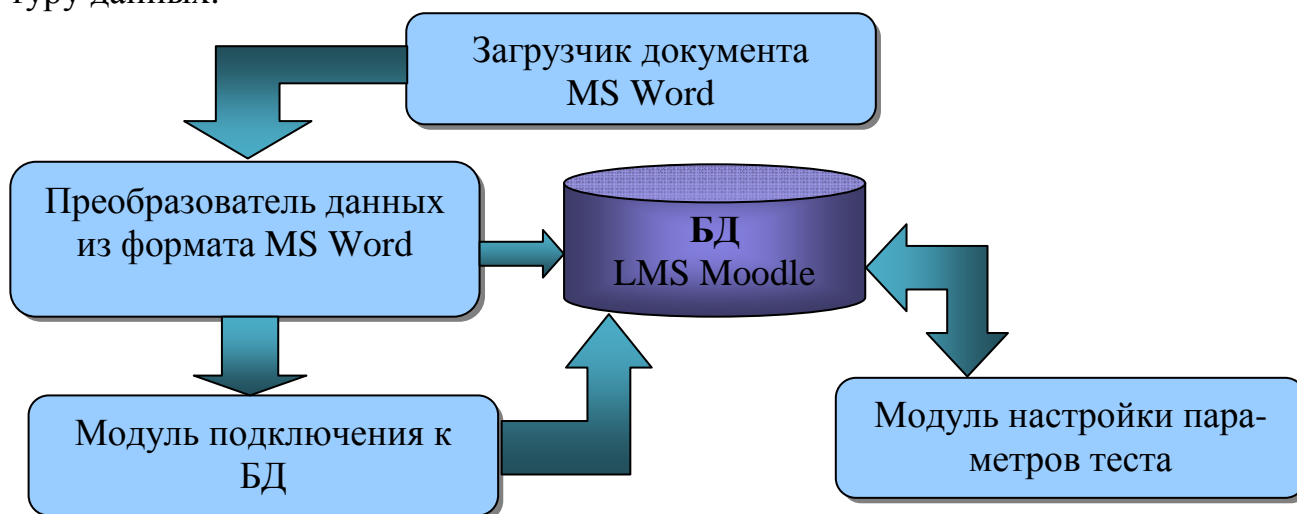 туру данных.
Загрузчик документа
MS Word
Преобразователь данных
из формата MS Word
БД
LMS Moodle
Модуль подключения к
БД
Модуль настройки пара-
метров теста